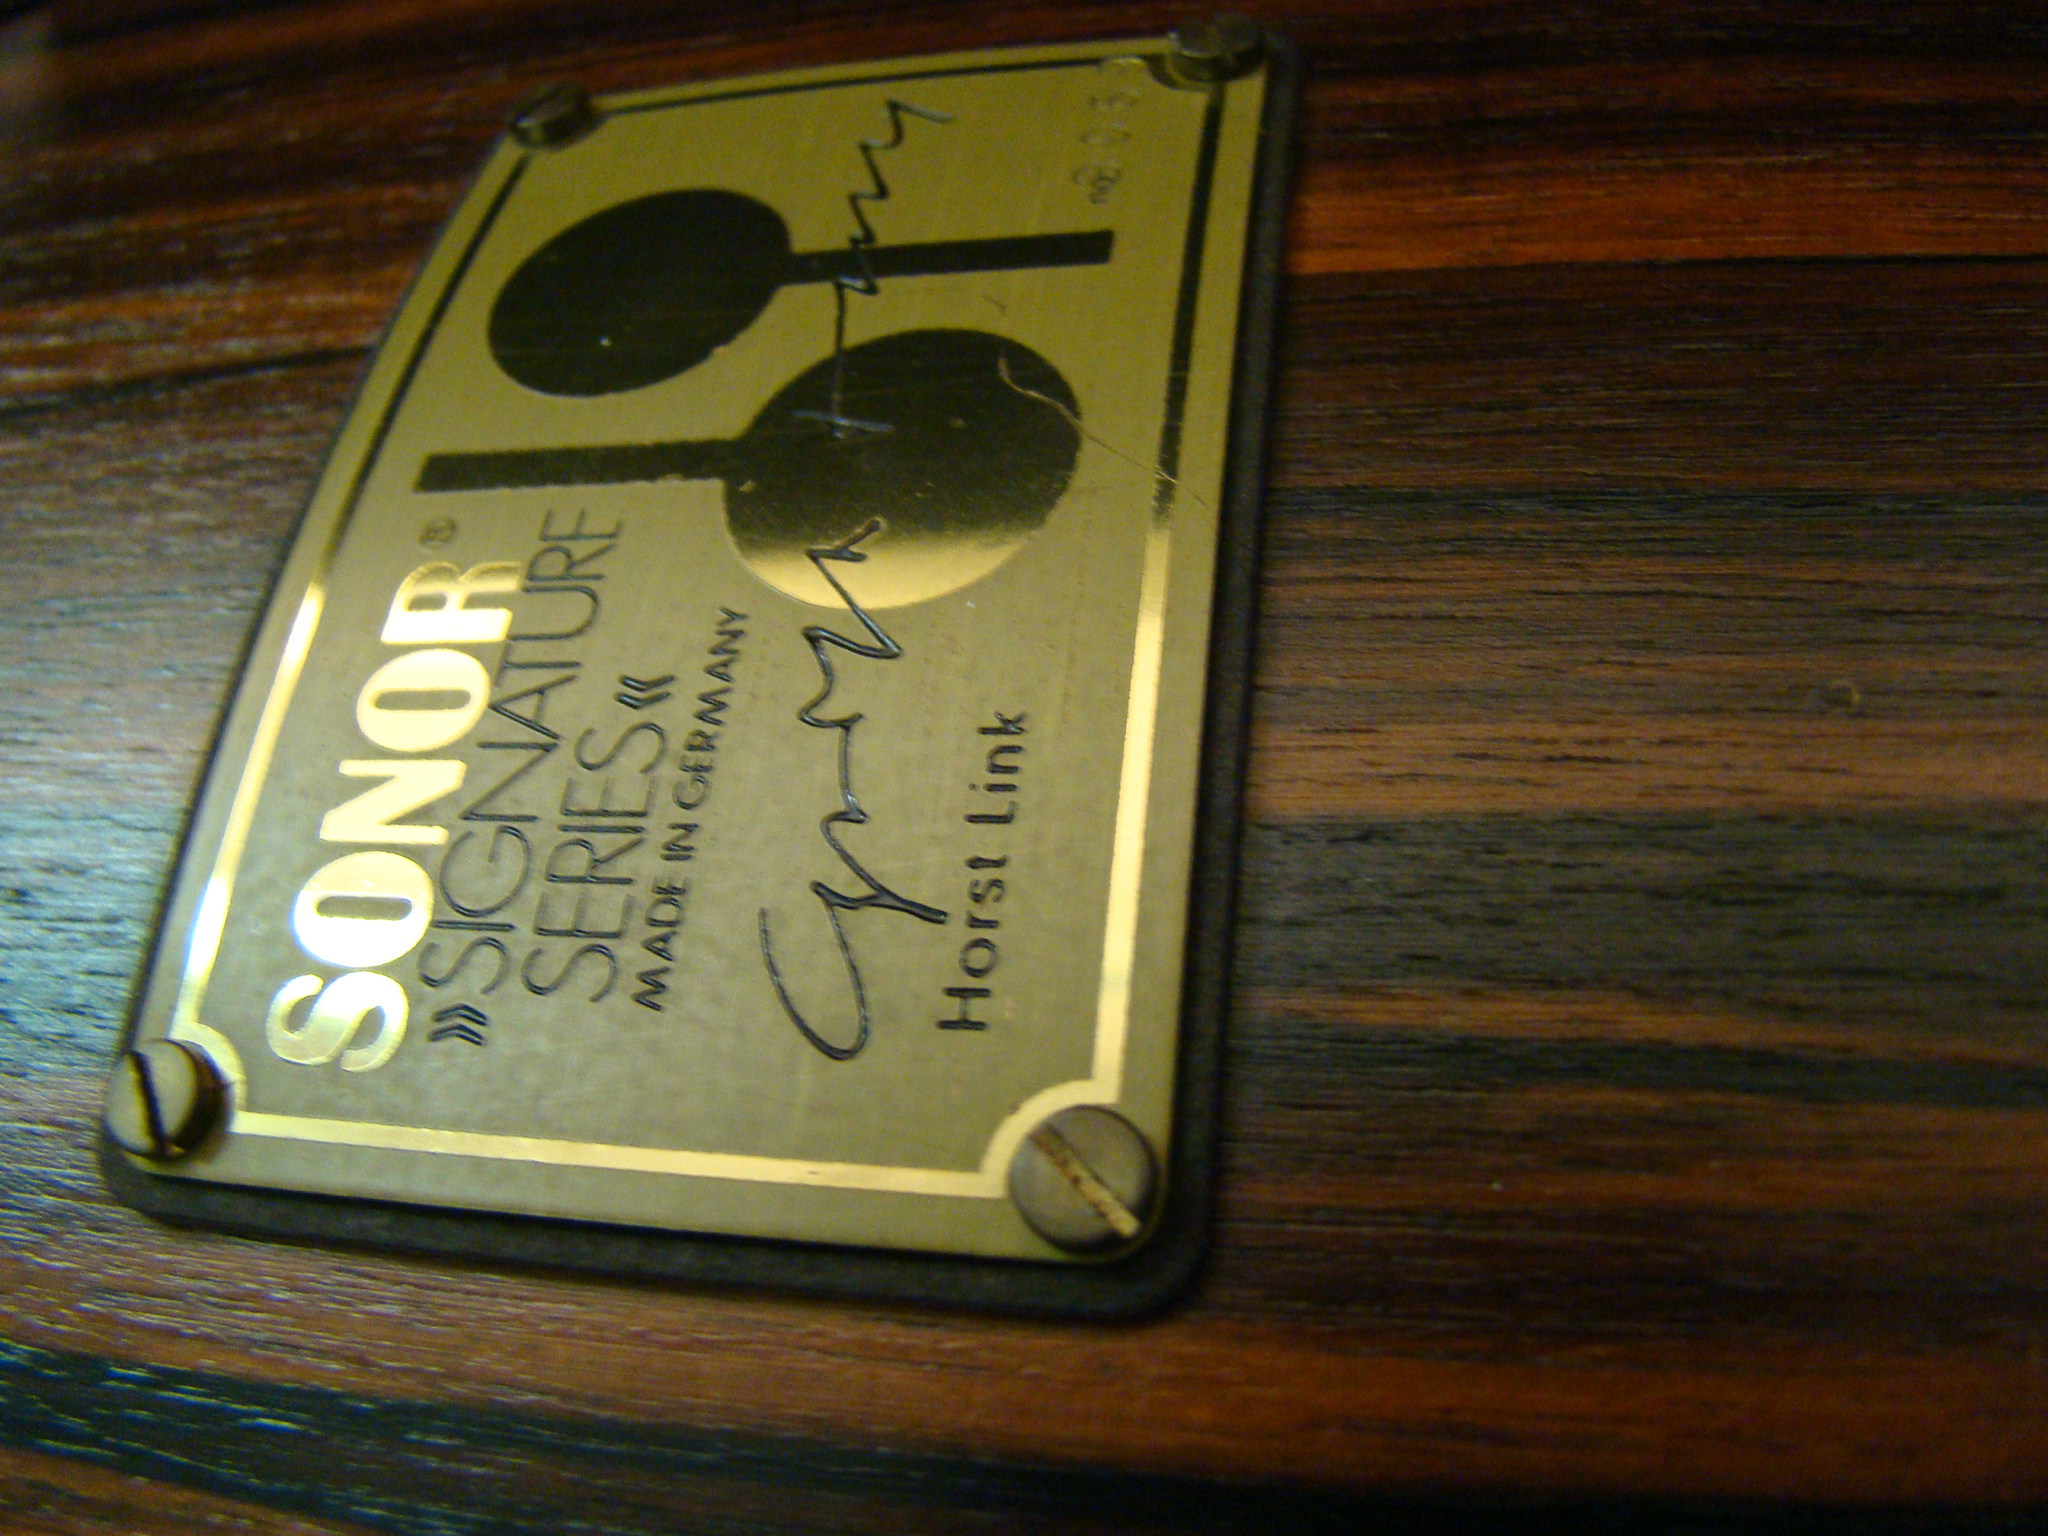 SONOR®
»SIGNATURE
SERIES«
MADE IN GERMANY
Horst Link